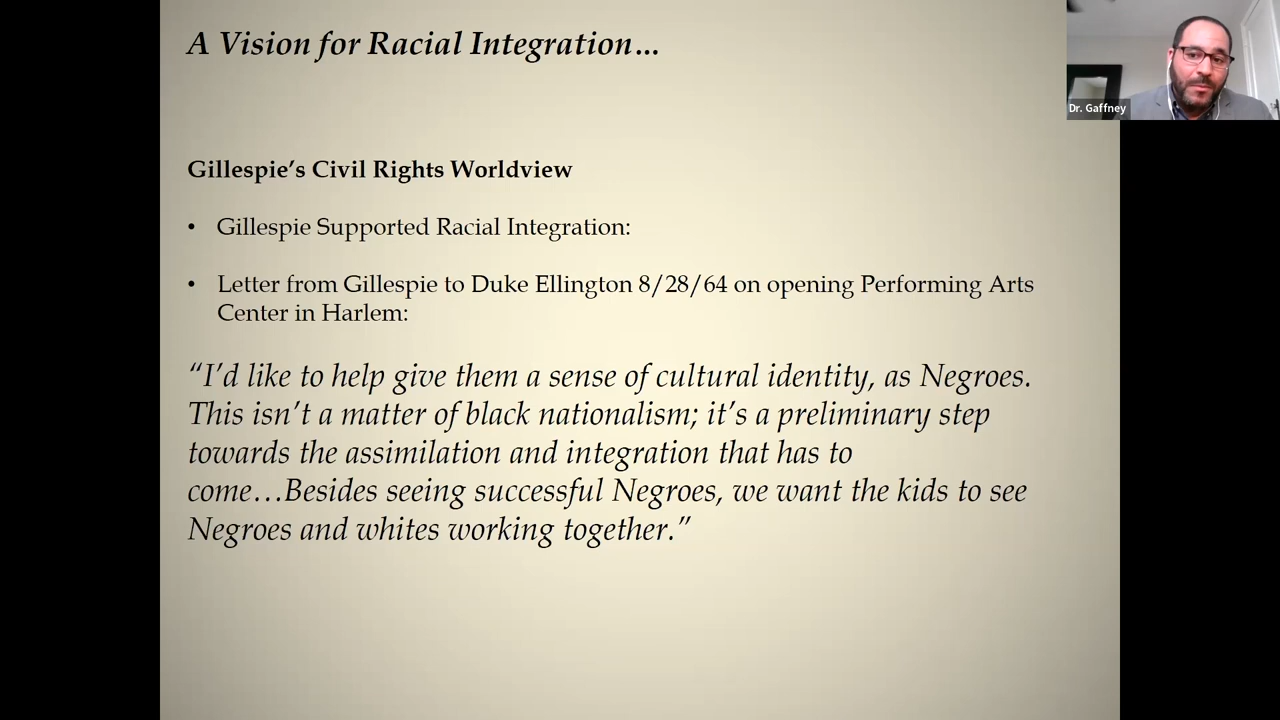 A Vision for Racial Integration…
Dr. Gaffney
Gillespie’s Civil Rights Worldview
• Gillespie Supported Racial Integration:
• Letter from Gillespie to Duke Ellington 8/28/64 on opening Performing Arts
Center in Harlem:
“I’d like to help give them a sense of cultural identity, as Negroes.
This isn’t a matter of black nationalism; it’s a preliminary step
towards the assimilation and integration that has to
come…Besides seeing successful Negroes, we want the kids to see
Negroes and whites working together.”